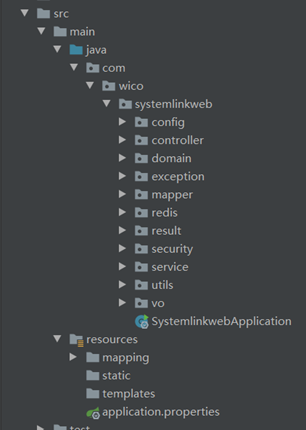 src
main
java
com
wico
systemlinkweb
config
controller
domain
exception
mapper
redis
result
security
service
utils
vo
SystemlinkwebApplication
resources
mapping
static
templates
application.properties
test